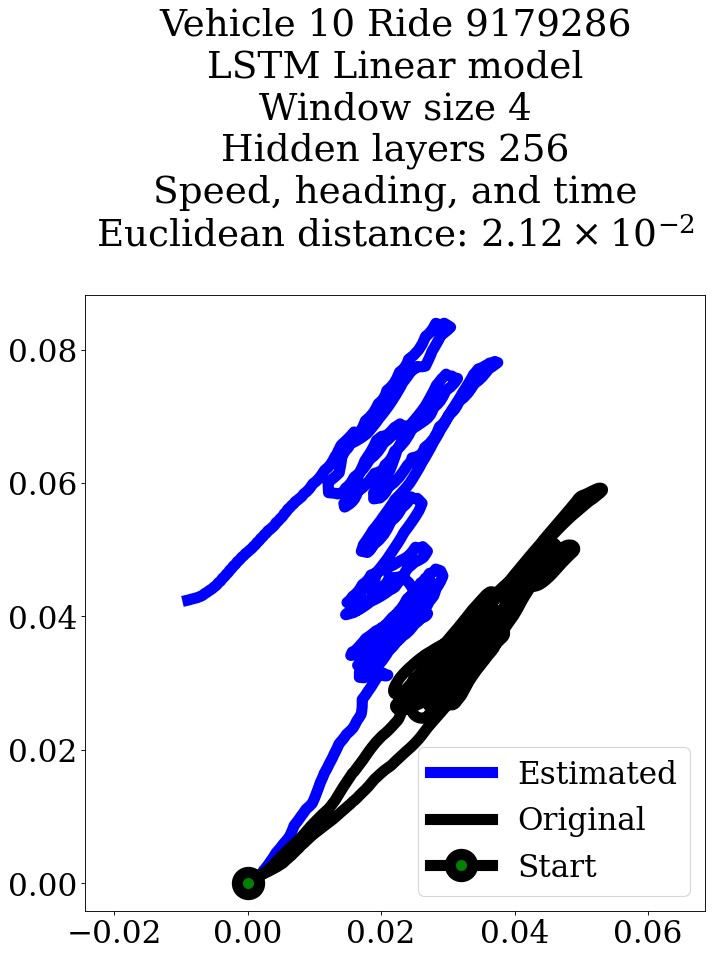 Vehicle 10 Ride 9179286
LSTM Linear model
Window size 4
Hidden layers 256
Speed, heading, and time
Euclidean distance: 2.12 × 10⁻²
0.08
0.06
0.04
0.02
0.00
Estimated
Original
Start
−0.02 0.00 0.02 0.04 0.06